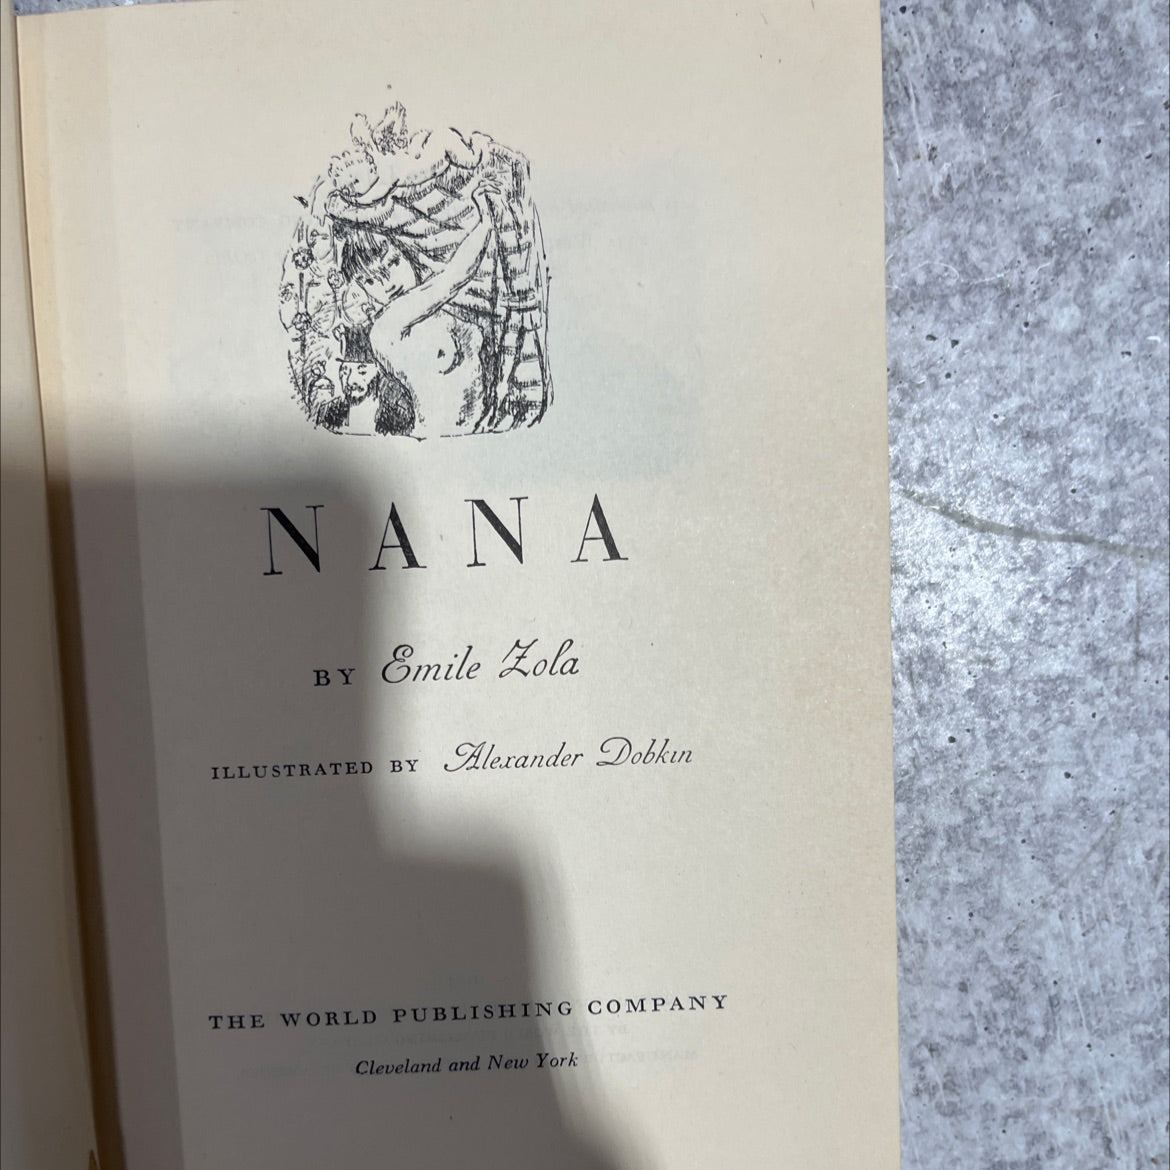 NANA
BY Emile Zola
ILLUSTRATED BY Alexander Dobkin
THE WORLD PUBLISHING COMPANY
Cleveland and New York